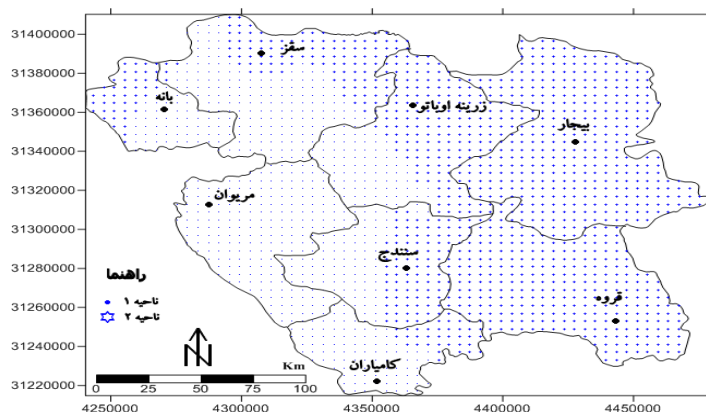 31400000
31380000
31360000
31340000
31320000
31300000
31280000
31260000
31240000
31220000
سقز
بانه
زرینه اوباتو
بیجار
مریوان
سنندج
قروه
کامیاران
راهنما
ناحیه ۱
ناحیه ۲
N
Km
0 25 50 75 100
4250000 4300000 4350000 4400000 4450000